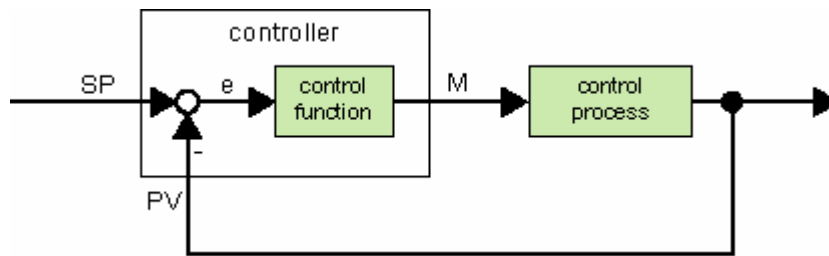 controller
SP
e
control
function
M
control
process
-
PV